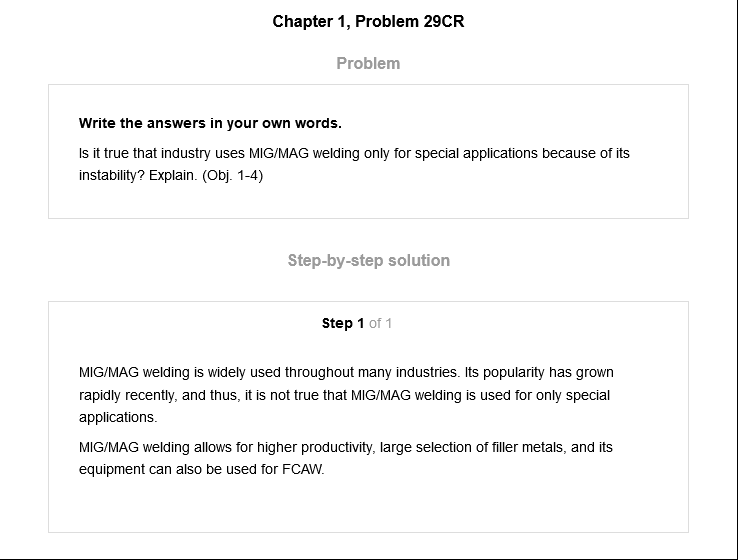 Chapter 1, Problem 29CR
Problem
Write the answers in your own words.
Is it true that industry uses MIG/MAG welding only for special applications because of its
instability? Explain. (Obj. 1-4)
Step-by-step solution
Step 1 of 1
MIG/MAG welding is widely used throughout many industries. Its popularity has grown
rapidly recently, and thus, it is not true that MIG/MAG welding is used for only special
applications.
MIG/MAG welding allows for higher productivity, large selection of filler metals, and its
equipment can also be used for FCAW.